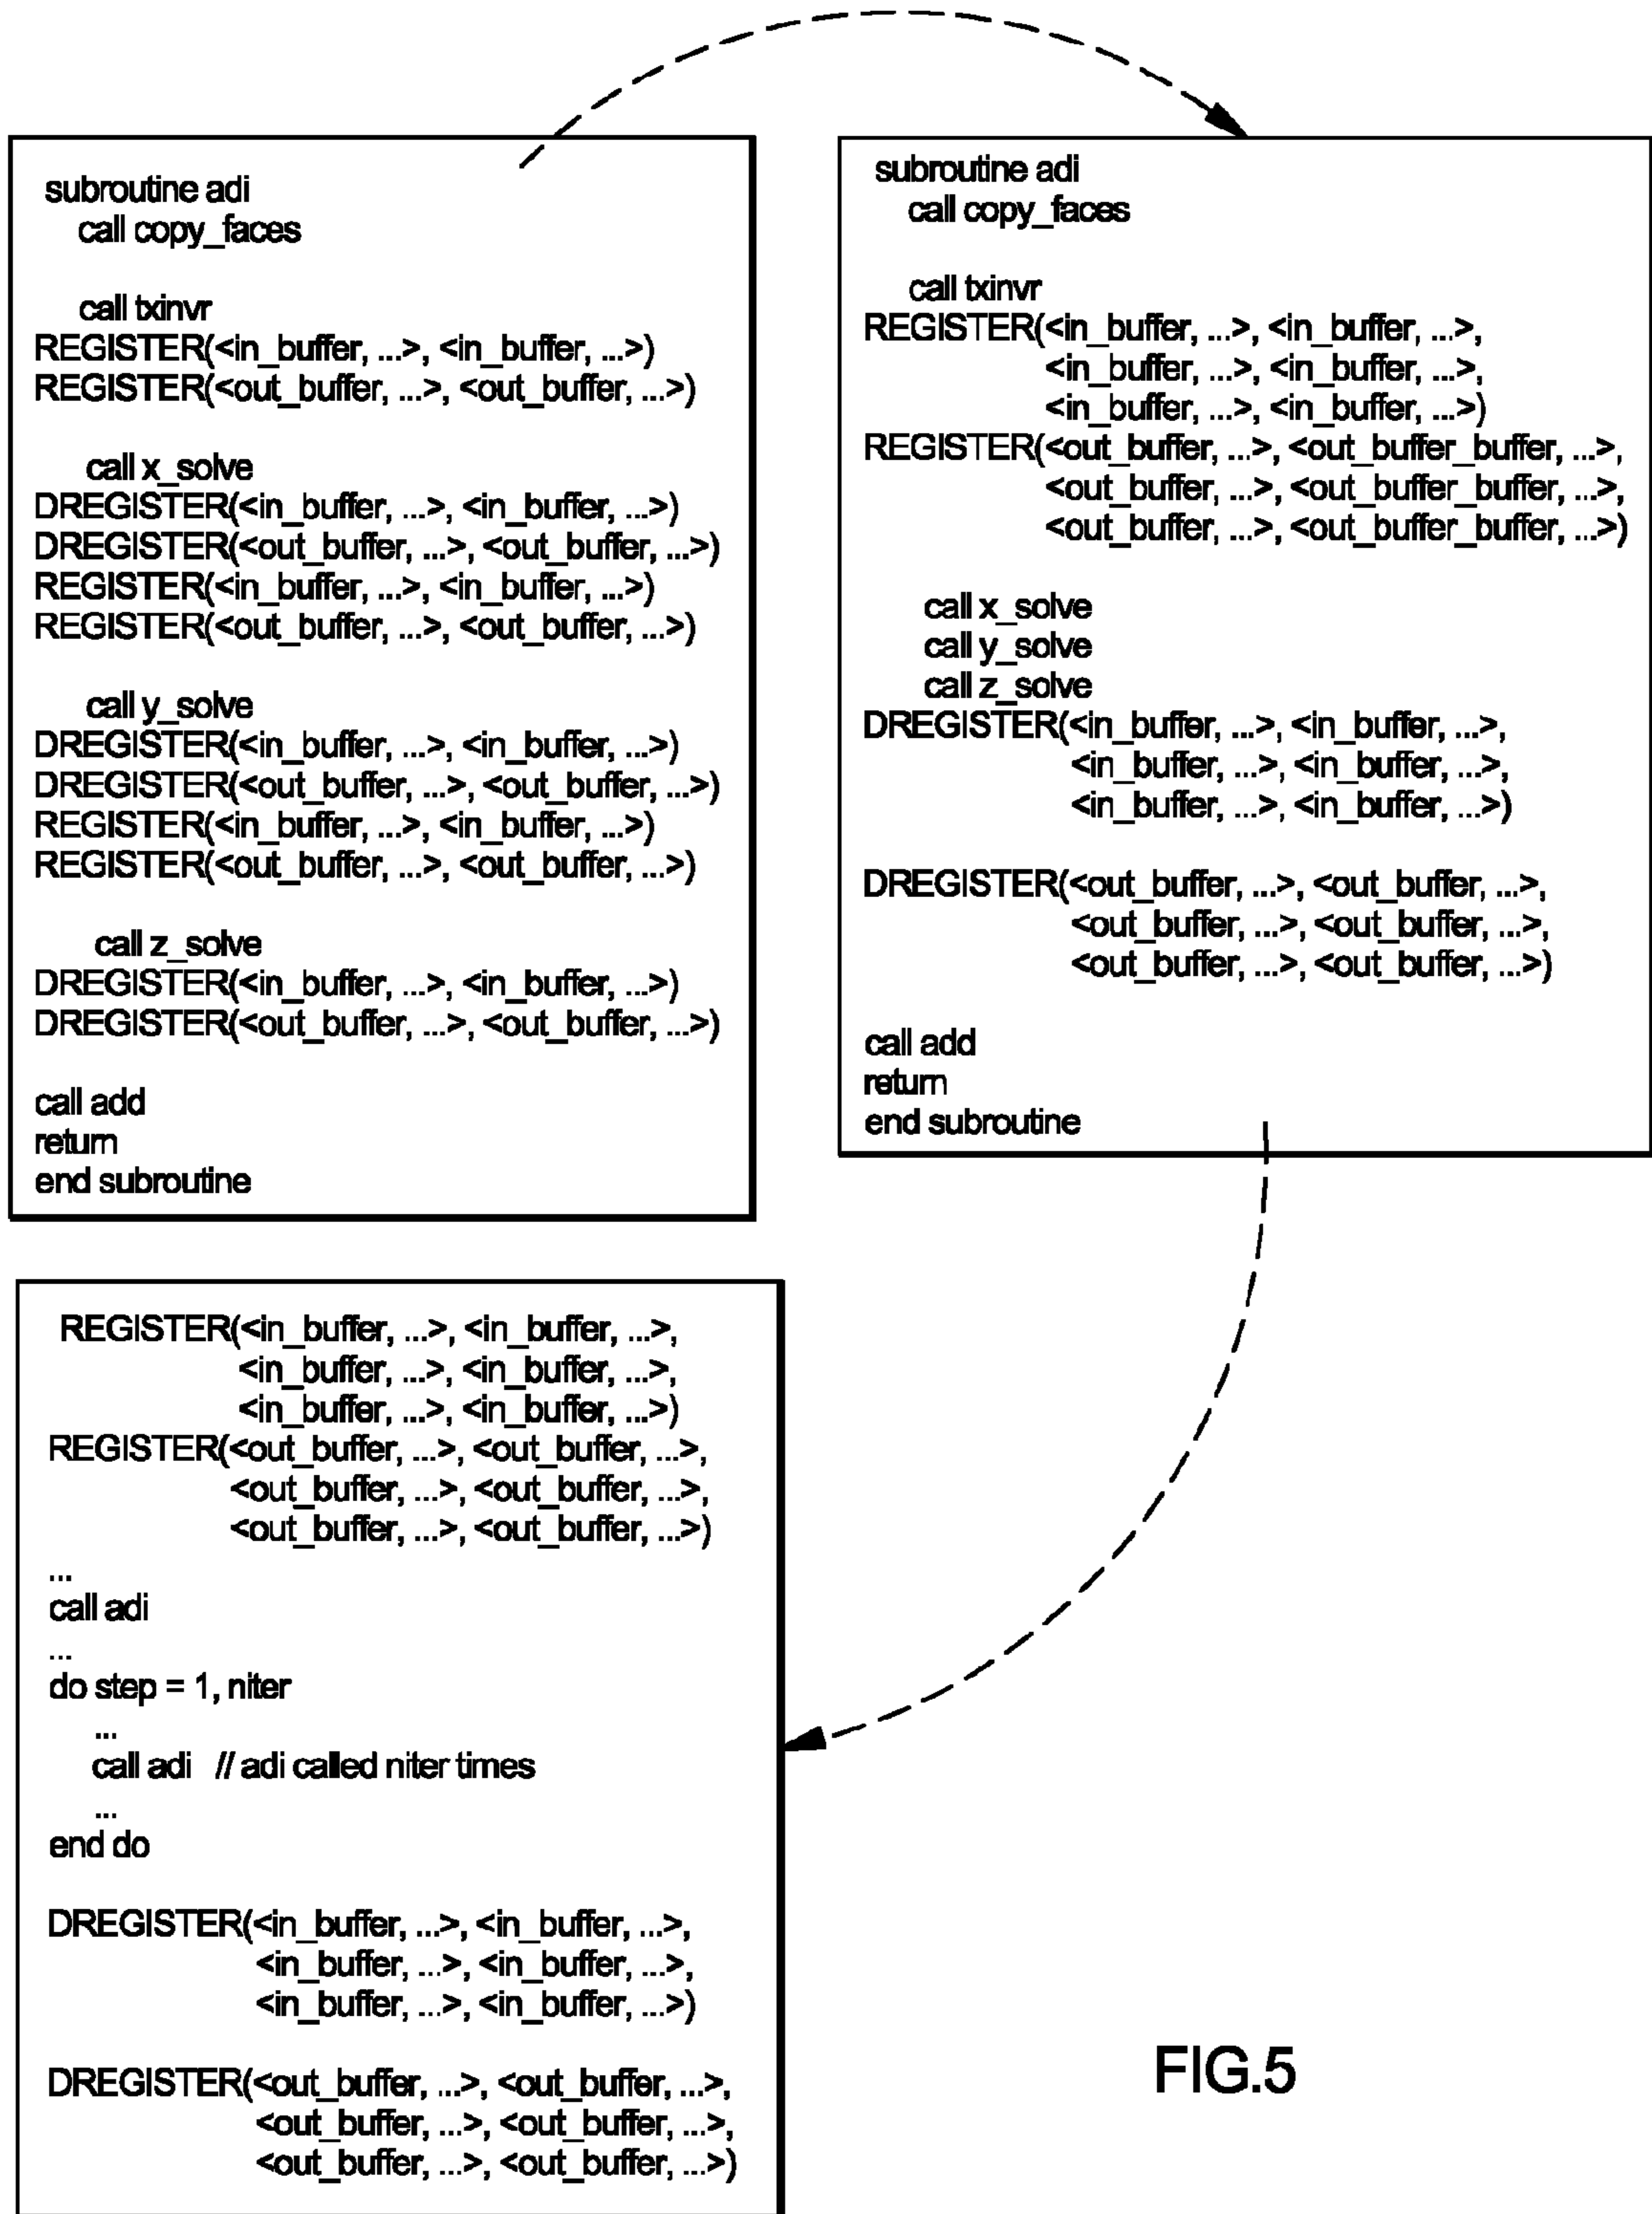 subroutine adi
call copy_faces
call txinvr
REGISTER(<in_buffer, ...>, <in_buffer, ...>)
REGISTER(<out_buffer, ...>, <out_buffer, ...>)
call x_solve
DREGISTER(<in_buffer, ...>, <in_buffer, ...>)
DREGISTER(<out_buffer, ...>, <out_buffer, ...>)
REGISTER(<in_buffer, ...>, <in_buffer, ...>)
REGISTER(<out_buffer, ...>, <out_buffer, ...>)
call y_solve
DREGISTER(<in_buffer, ...>, <in_buffer, ...>)
DREGISTER(<out_buffer, ...>, <out_buffer, ...>)
REGISTER(<in_buffer, ...>, <in_buffer, ...>)
REGISTER(<out_buffer, ...>, <out_buffer, ...>)
call z_solve
DREGISTER(<in_buffer, ...>, <in_buffer, ...>)
DREGISTER(<out_buffer, ...>, <out_buffer, ...>)
call add
return
end subroutine
subroutine adi
call copy_faces
call txinvr
REGISTER(<in_buffer, ...>, <in_buffer, ...>,
<in_buffer, ...>, <in_buffer, ...>,
<in_buffer, ...>, <in_buffer, ...>)
REGISTER(<out_buffer, ...>, <out_buffer_buffer, ...>,
<out_buffer, ...>, <out_buffer_buffer, ...>,
<out_buffer, ...>, <out_buffer_buffer, ...>)
call x_solve
call y_solve
call z_solve
DREGISTER(<in_buffer, ...>, <in_buffer, ...>,
<in_buffer, ...>, <in_buffer, ...>,
<in_buffer, ...>, <in_buffer, ...>)
DREGISTER(<out_buffer, ...>, <out_buffer, ...>,
<out_buffer, ...>, <out_buffer, ...>,
<out_buffer, ...>, <out_buffer, ...>)
call add
return
end subroutine
REGISTER(<in_buffer, ...>, <in_buffer, ...>,
<in_buffer, ...>, <in_buffer, ...>,
<in_buffer, ...>, <in_buffer, ...>)
REGISTER(<out_buffer, ...>, <out_buffer, ...>,
<out_buffer, ...>, <out_buffer, ...>,
<out_buffer, ...>, <out_buffer, ...>)
...
call adi
...
do step = 1, niter
...
call adi // adi called niter times
...
end do
DREGISTER(<in_buffer, ...>, <in_buffer, ...>,
<in_buffer, ...>, <in_buffer, ...>,
<in_buffer, ...>, <in_buffer, ...>)
DREGISTER(<out_buffer, ...>, <out_buffer, ...>,
<out_buffer, ...>, <out_buffer, ...>,
<out_buffer, ...>, <out_buffer, ...>)
FIG.5